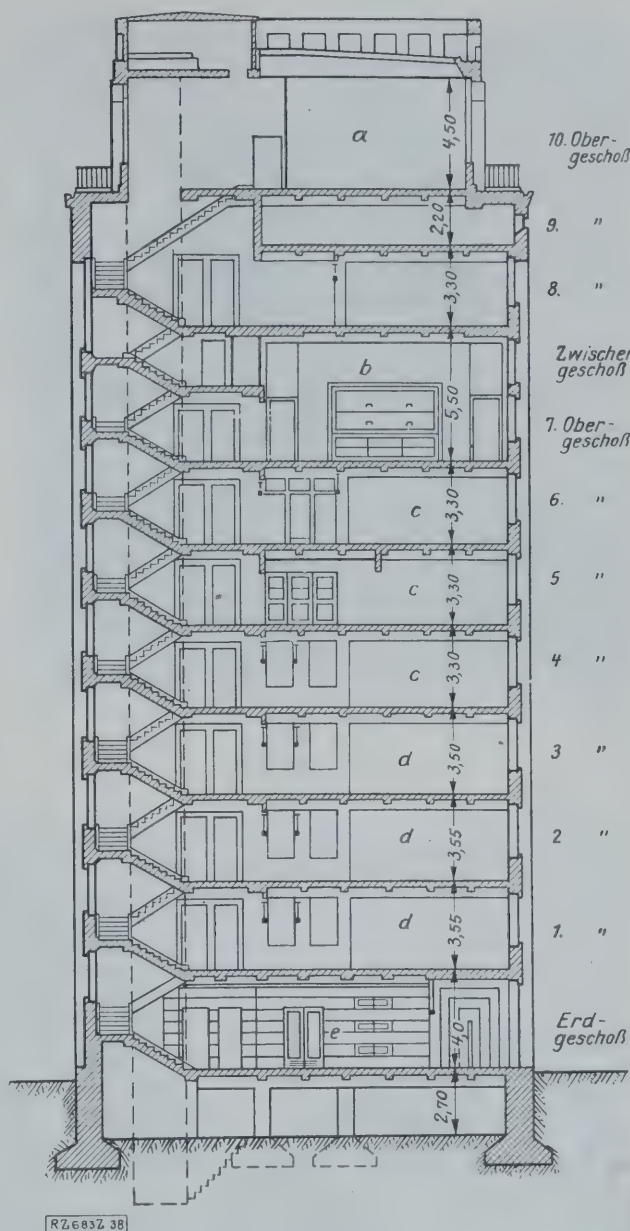 a
4,50
10. Ober-
geschoß
2,20
9. "
3,30
8. "
Zwischen
geschoß
b
5,50
7. Ober-
geschoß
c
3,30
6. "
c
3,30
5 "
c
3,30
4 "
d
3,50
3 "
d
3,55
2 "
d
3,55
1. "
e
4,0
Erd-
geschoß
2,70
RZ6832 38